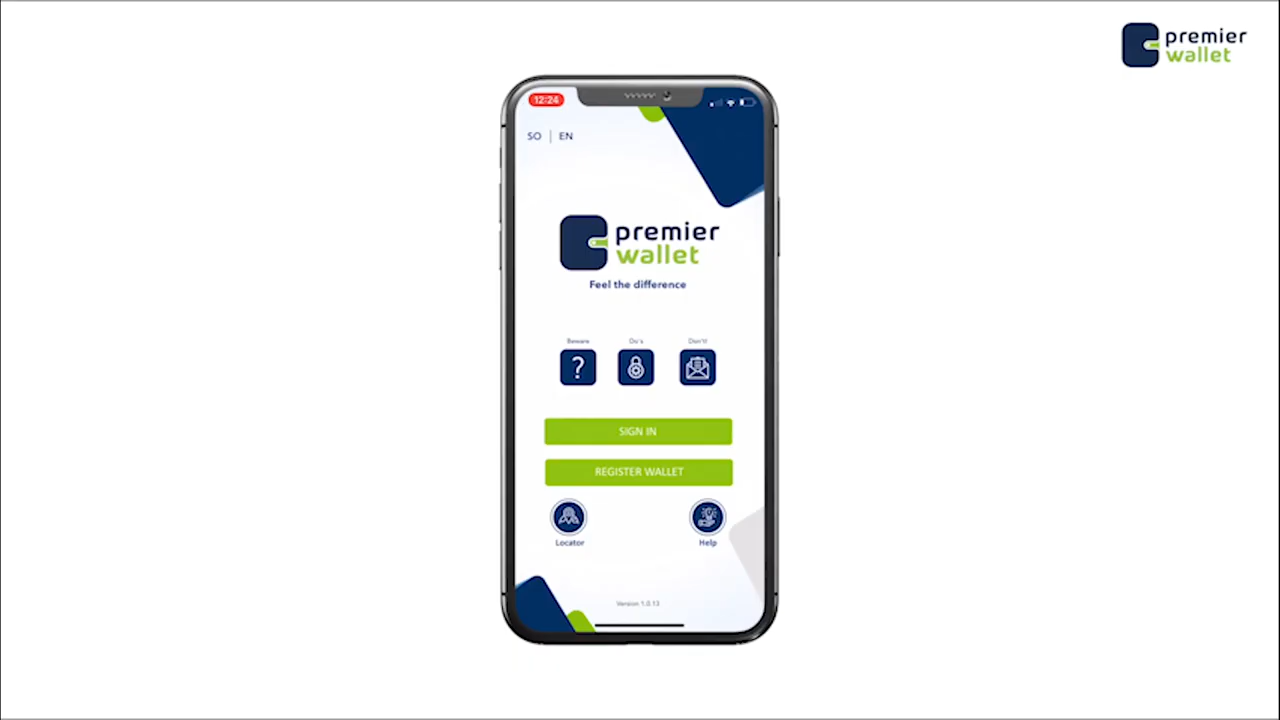 premier
wallet
12:24
SO | EN
premier
wallet
Feel the difference
Beware
Do's
Don't!
SIGN IN
REGISTER WALLET
Locator
Help
Version 1.0.13